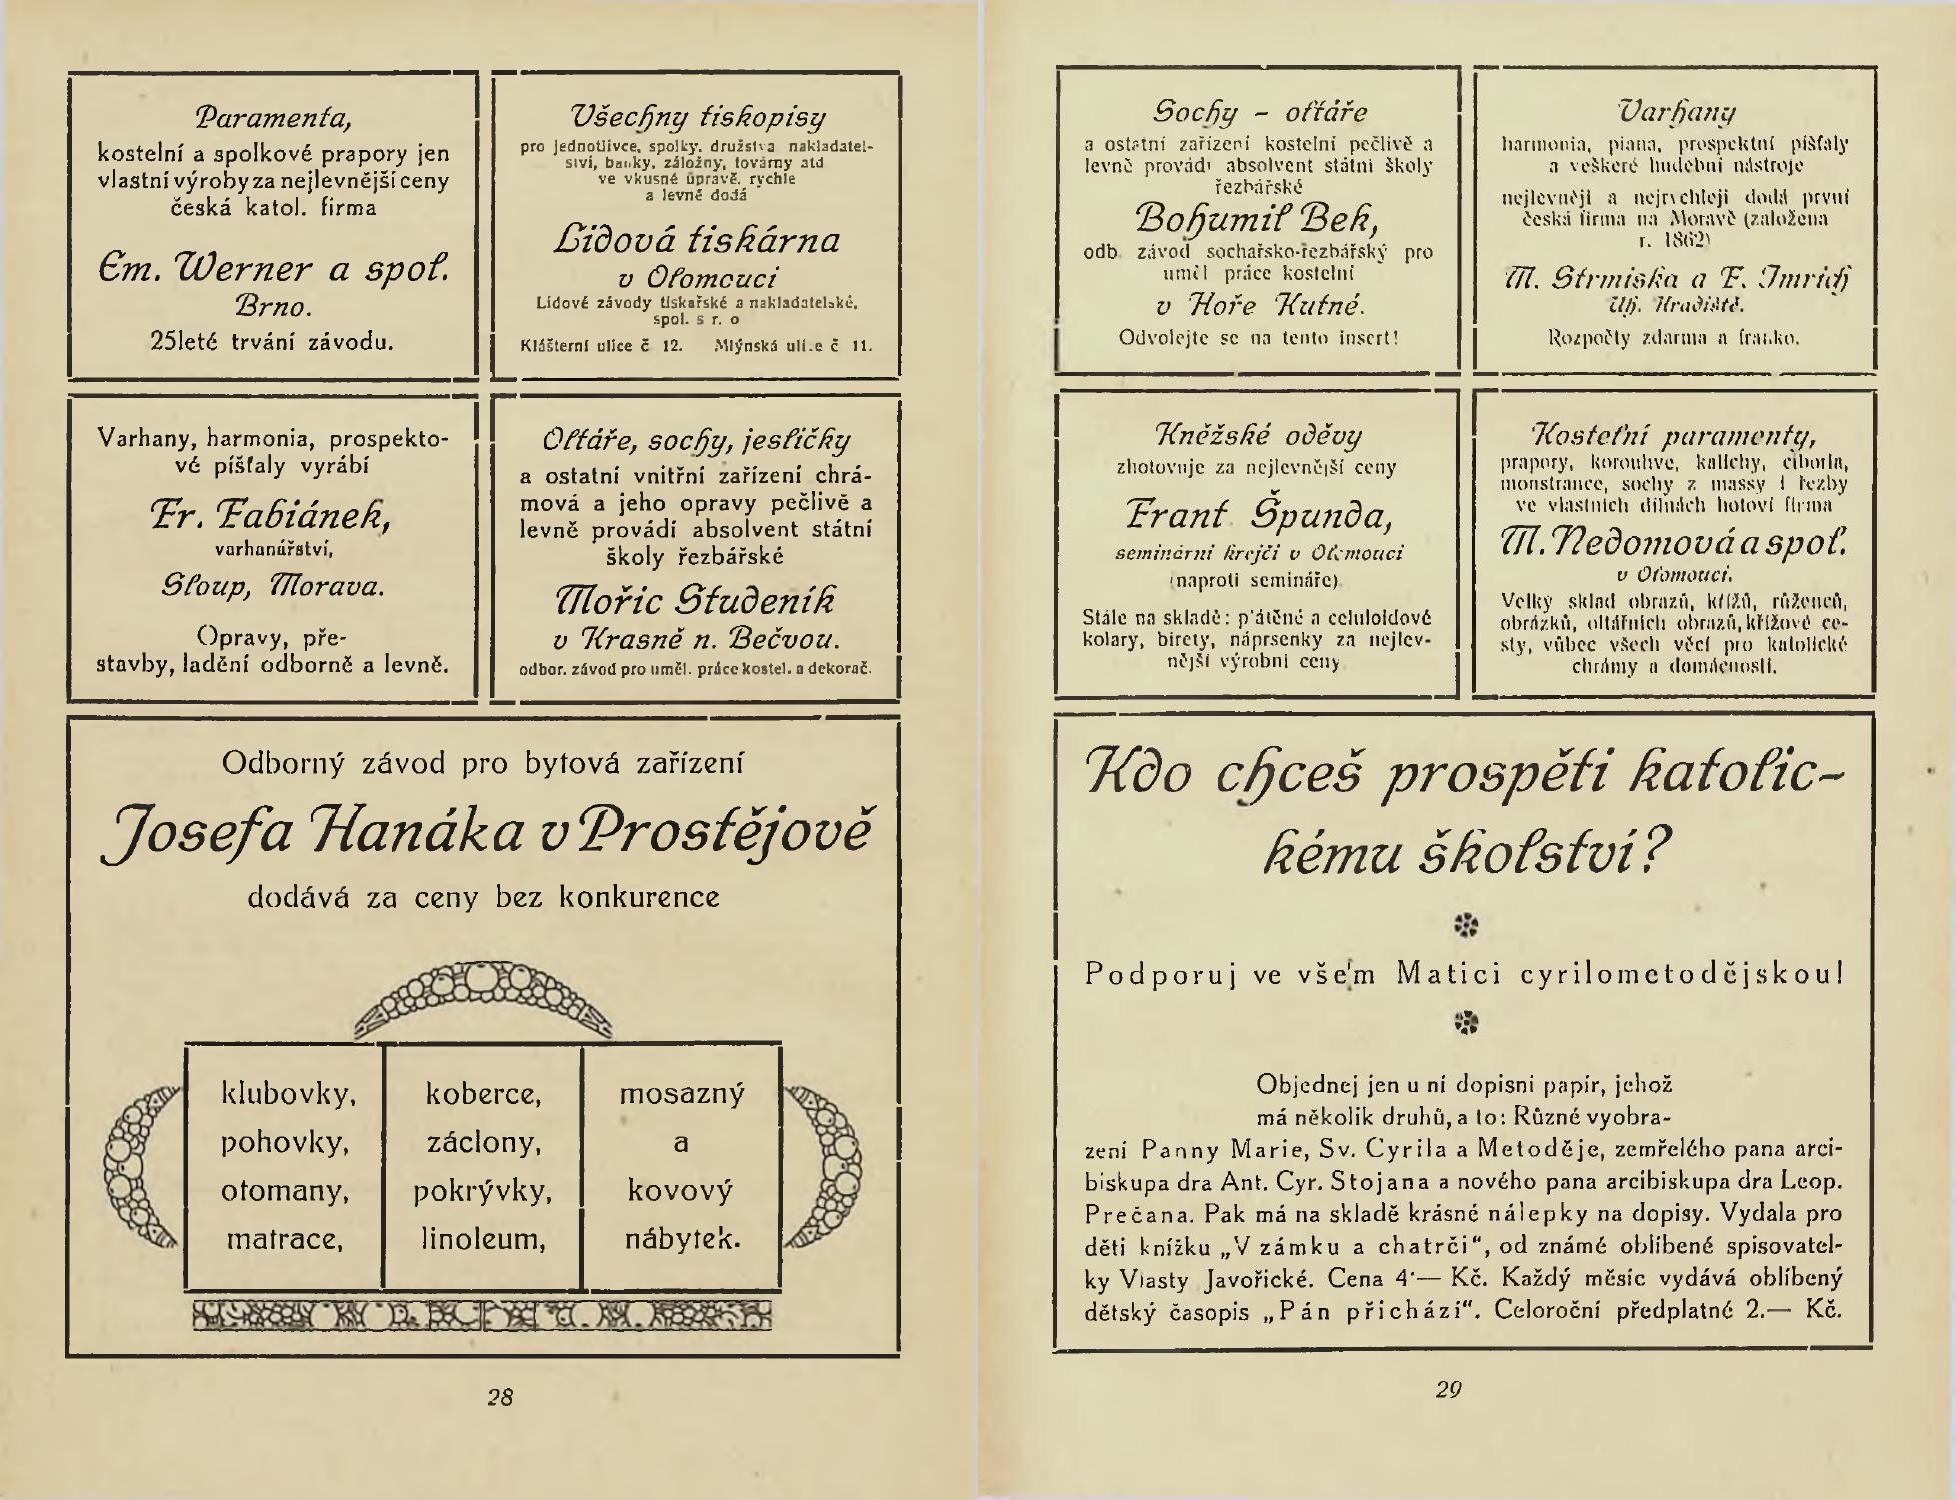 Paramenta,
kostelní a spolkové prapory jen
vlastní výroby za nejlevnější ceny
česká katol. firma
Em. Werner a spol.
Brno.
25leté trvání závodu.
Všechny tiskopisy
pro jednotlivce, spolky, družstva nakladatel-
ství, banky, záložny, továrny atd
ve vkusné úpravě, rychle
a levně dodá
Lidová tiskárna
v Olomouci
Lidové závody tiskařské a nakladatelské,
spol. s r. o
Klášterní ulice č 12. Mlýnská ulice č 11.
Varhany, harmonia, prospekto-
vé píšťaly vyrábí
Fr. Fabiánek,
varhanářství,
Sloup, Morava.
Opravy, pře-
stavby, ladění odborně a levně.
Oltáře, sochy, jesličky
a ostatní vnitřní zařízení chrá-
mová a jeho opravy pečlivě a
levně provádí absolvent státní
školy řezbářské
Mořic Studeník
v Krasně n. Bečvou.
odbor. závod pro uměl. práce kostel. a dekorač.
Odborný závod pro bytová zařízení
Josefa Hanáka v Prostějově
dodává za ceny bez konkurence
klubovky,
pohovky,
otomany,
matrace,
koberce,
záclony,
pokrývky,
linoleum,
mosazný
a
kovový
nábytek.
28
Sochy - oltáře
a ostatní zařízení kostelní pečlivě a
levně provádí absolvent státní školy
řezbářské
Bohumil Bek,
odb. závod sochařsko-řezbářský pro
uměl práce kostelní
v Hoře Kutné.
Odvolejte se na tento insert!
Varhany
harmonia, piana, prospektní píšťaly
a veškeré hudební nástroje
nejlevněji a nejrychleji dodá první
česká firma na Moravě (založena
r. 1862)
M. Strmiska a F. Imrich
Uh. Hradiště.
Rozpočty zdarma a franko.
Kněžské oděvy
zhotovuje za nejlevnější ceny
Frant Špunda,
seminární krejčí v Olomouci
(naproti semináře)
Stále na skladě: plátěné a celuloidové
kolary, birety, náprsenky za nejlev-
nější výrobní ceny
Kostelní paramenty,
prapory, korouhve, kalichy, ciboria,
monstrance, sochy z massy i řezby
ve vlastních dílnách hotoví firma
M. Nedomová a spol.
v Olomouci.
Velký sklad obrazů, křížů, růženců,
obrázků, oltářních obrazů, křížové ce-
sty, vůbec všech věcí pro katolické
chrámy a domácnosti.
Kdo chceš prospěti katolic-
kému školství?
Podporuj ve všem Matici cyrilometodějskou!
Objednej jen u ní dopisní papír, jehož
má několik druhů, a to: Různé vyobra-
zení Panny Marie, Sv. Cyrila a Metoděje, zemřelého pana arci-
biskupa dra Ant. Cyr. Stojana a nového pana arcibiskupa dra Leop.
Prečana. Pak má na skladě krásné nálepky na dopisy. Vydala pro
děti knížku „V zámku a chatrči“, od známé oblíbené spisovatel-
ky Vlasty Javořické. Cena 4·— Kč. Každý měsíc vydává oblíbený
dětský časopis „Pán přichází“. Celoroční předplatné 2.— Kč.
29